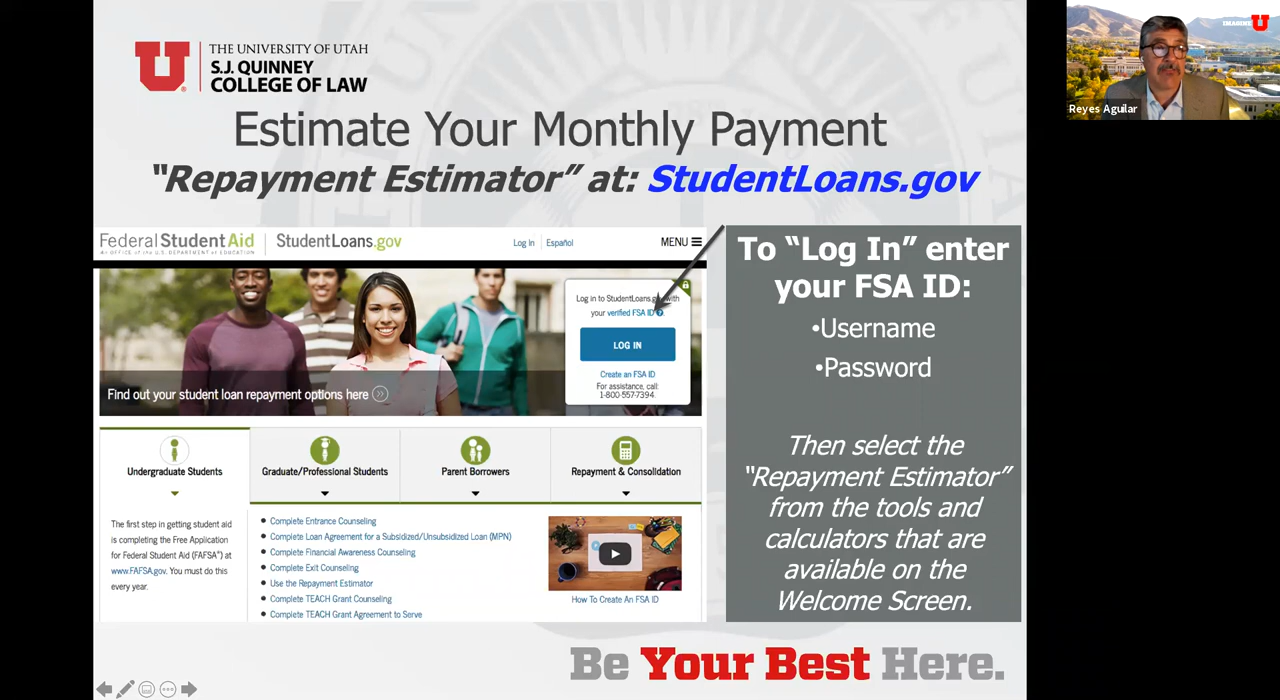 THE UNIVERSITY OF UTAH
S.J. QUINNEY
COLLEGE OF LAW
Estimate Your Monthly Payment
“Repayment Estimator” at: StudentLoans.gov
Federal Student Aid
AN OFFICE of the U.S. DEPARTMENT of EDUCATION
StudentLoans.gov
Log In
Español
MENU
Log in to StudentLoans.gov with
your verified FSA ID
LOG IN
Create an FSA ID
For assistance, call:
1-800-557-7394.
Find out your student loan repayment options here
Undergraduate Students
Graduate/Professional Students
Parent Borrowers
Repayment & Consolidation
The first step in getting student aid
is completing the Free Application
for Federal Student Aid (FAFSA®) at
www.FAFSA.gov. You must do this
every year.
• Complete Entrance Counseling
• Complete Loan Agreement for a Subsidized/Unsubsidized Loan (MPN)
• Complete Financial Awareness Counseling
• Complete Exit Counseling
• Use the Repayment Estimator
• Complete TEACH Grant Counseling
• Complete TEACH Grant Agreement to Serve
How To Create An FSA ID
To “Log In” enter
your FSA ID:
•Username
•Password
Then select the
“Repayment Estimator”
from the tools and
calculators that are
available on the
Welcome Screen.
Be Your Best Here.
IMAGINE U
Reyes Aguilar